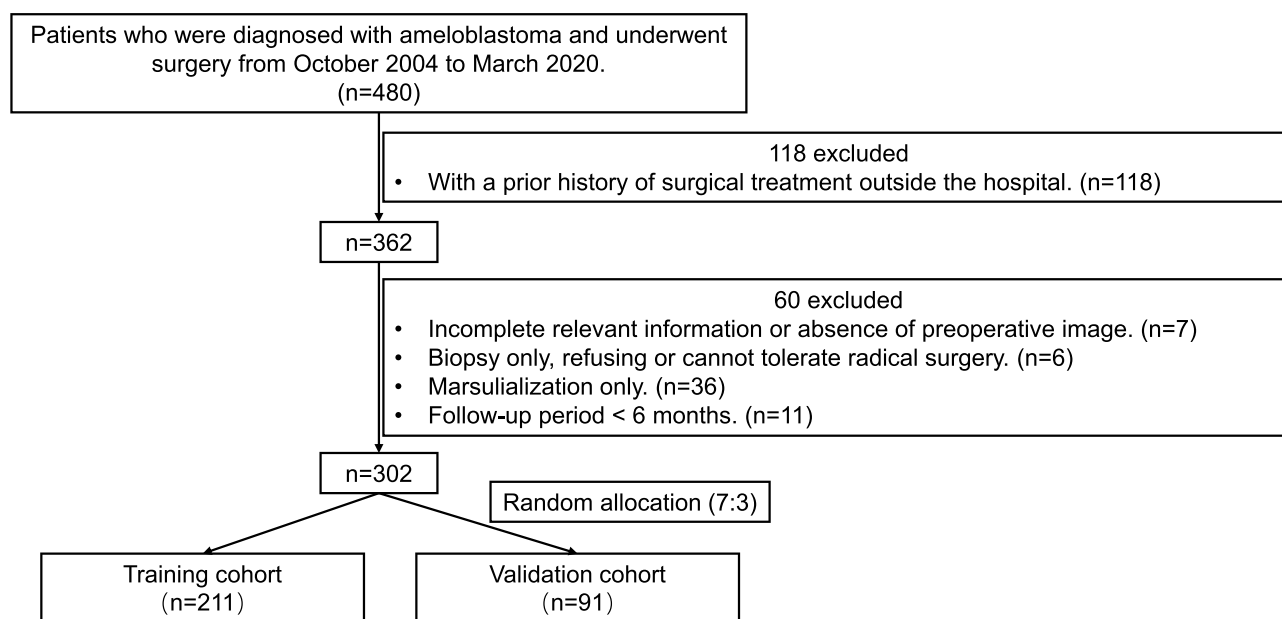 Patients who were diagnosed with ameloblastoma and underwent
surgery from October 2004 to March 2020.
(n=480)
118 excluded
• With a prior history of surgical treatment outside the hospital. (n=118)
n=362
60 excluded
• Incomplete relevant information or absence of preoperative image. (n=7)
• Biopsy only, refusing or cannot tolerate radical surgery. (n=6)
• Marsulialization only. (n=36)
• Follow-up period < 6 months. (n=11)
n=302
Random allocation (7:3)
Training cohort
（n=211）
Validation cohort
（n=91）